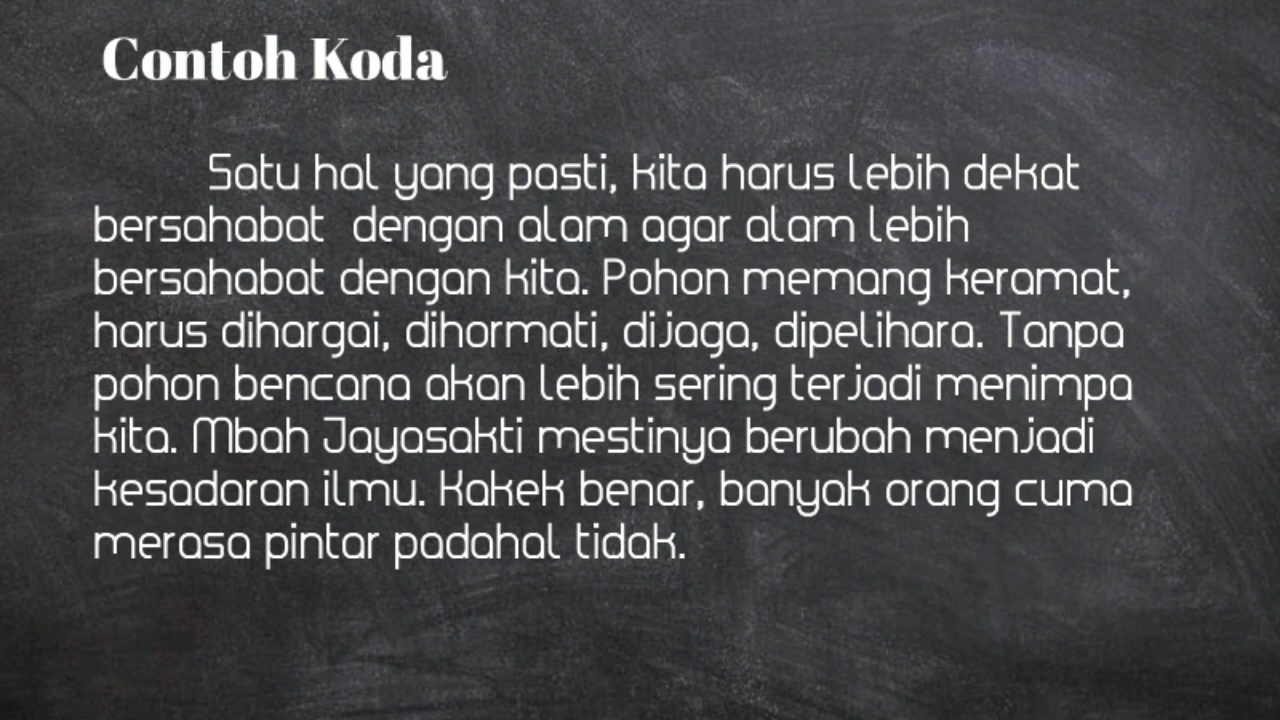 Contoh Koda
Satu hal yang pasti, kita harus lebih dekat
bersahabat dengan alam agar alam lebih
bersahabat dengan kita. Pohon memang keramat,
harus dihargai, dihormati, dijaga, dipelihara. Tanpa
pohon bencana akan lebih sering terjadi menimpa
kita. Mbah Jayasakti mestinya berubah menjadi
kesadaran ilmu. Kakek benar, banyak orang cuma
merasa pintar padahal tidak.